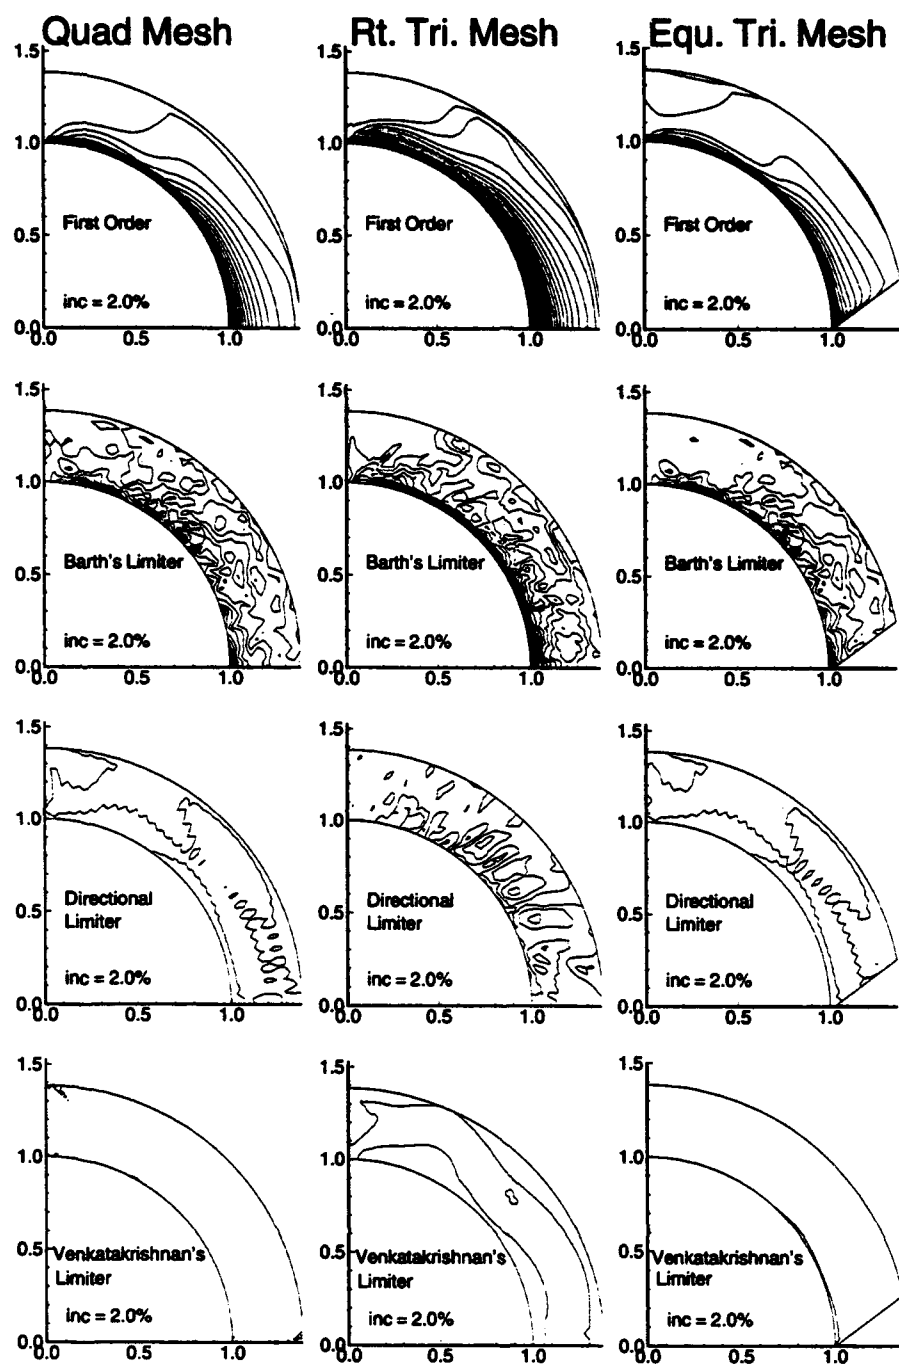 Quad Mesh Rt. Tri. Mesh Equ. Tri. Mesh
1.5 1.5 1.5
1.0 1.0 1.0
First Order First Order First Order
0.5 0.5 0.5
inc = 2.0% inc = 2.0% inc = 2.0%
0.0 0.0 0.0
0.0 0.5 1.0 0.0 0.5 1.0 0.0 0.5 1.0
1.5 1.5 1.5
1.0 1.0 1.0
Barth's Limiter Barth's Limiter Barth's Limiter
0.5 0.5 0.5
inc = 2.0% inc = 2.0% inc = 2.0%
0.0 0.0 0.0
0.0 0.5 1.0 0.0 0.5 1.0 0.0 0.5 1.0
1.5 1.5 1.5
1.0 1.0 1.0
Directional Directional Directional
0.5 Limiter 0.5 Limiter 0.5 Limiter
inc = 2.0% inc = 2.0% inc = 2.0%
0.0 0.0 0.0
0.0 0.5 1.0 0.0 0.5 1.0 0.0 0.5 1.0
1.5 1.5 1.5
1.0 1.0 1.0
0.5 Venkatakrishnan's 0.5 Venkatakrishnan's 0.5 Venkatakrishnan's
Limiter Limiter Limiter
inc = 2.0% inc = 2.0% inc = 2.0%
0.0 0.0 0.0
0.0 0.5 1.0 0.0 0.5 1.0 0.0 0.5 1.0